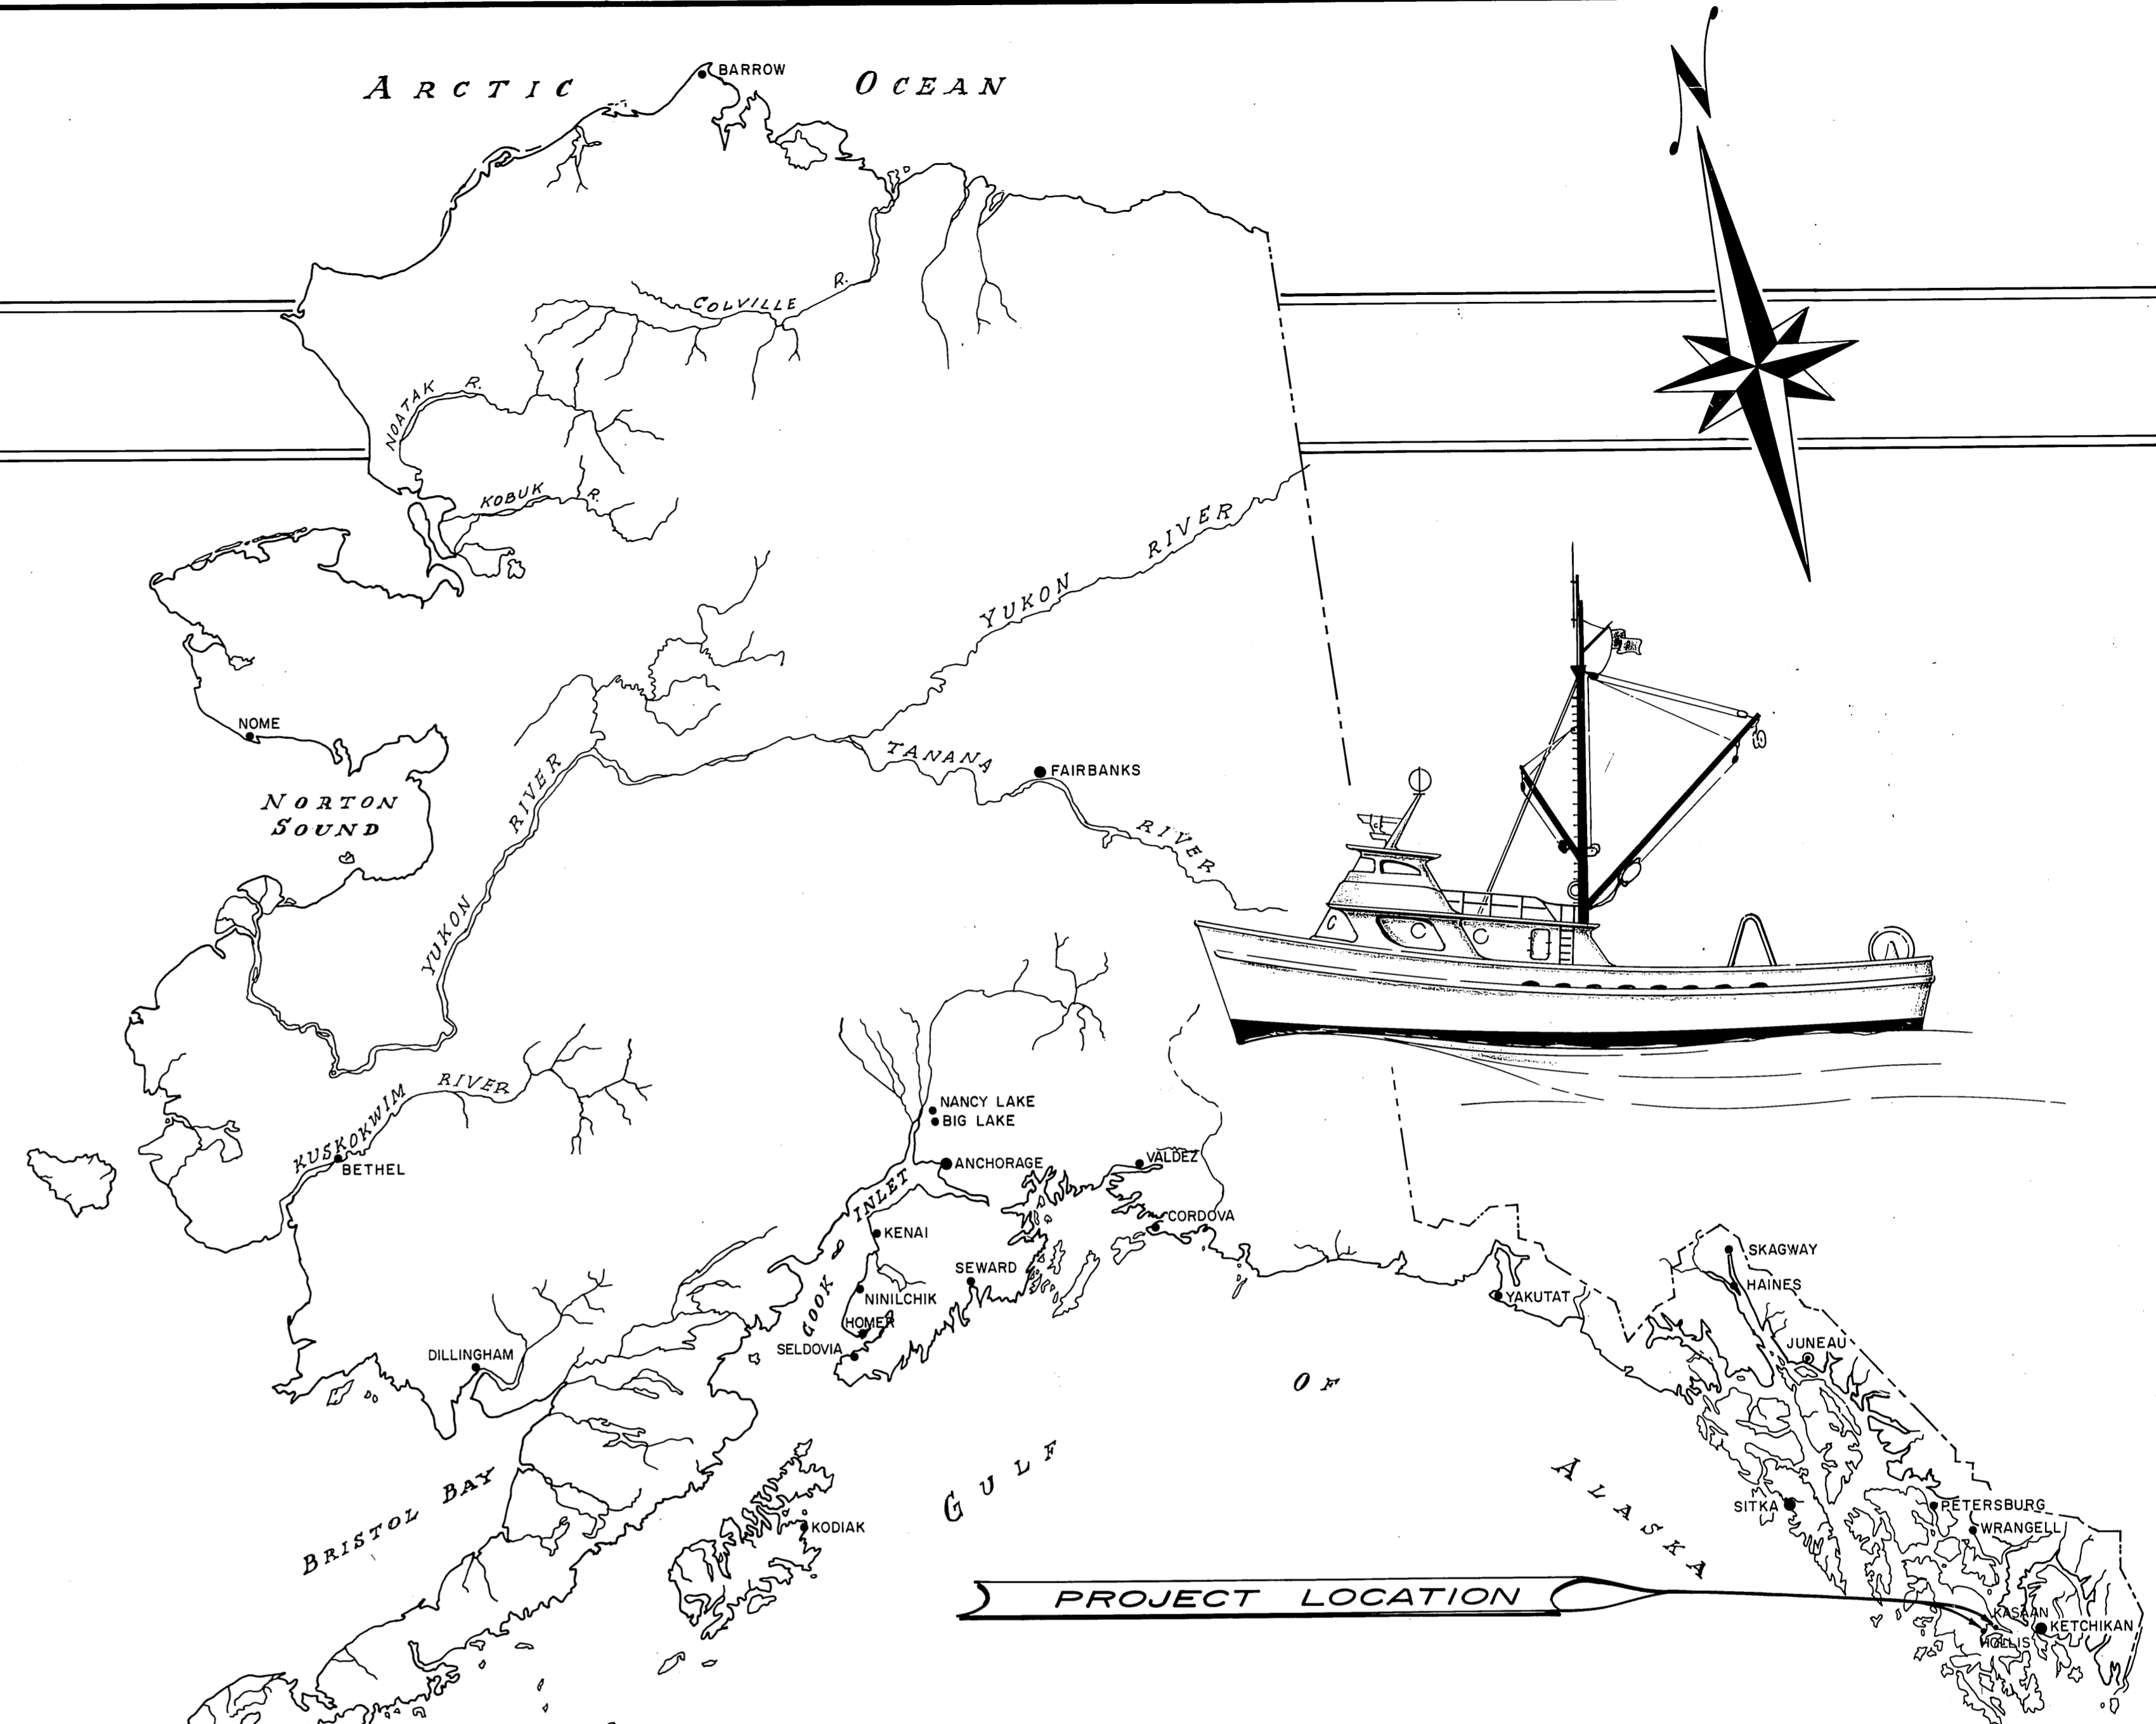 N
BARROW
ARCTIC OCEAN
COLVILLE R.
NOATAK R.
KOBUK R.
YUKON RIVER
NOME
TANANA RIVER
FAIRBANKS
NORTON
SOUND
YUKON RIVER
NANCY LAKE
BIG LAKE
KUSKOKWIM RIVER
BETHEL
ANCHORAGE
VALDEZ
COOK INLET
CORDOVA
KENAI
SKAGWAY
SEWARD
HAINES
NINILCHIK
YAKUTAT
HOMER
JUNEAU
SELDOVIA
DILLINGHAM
GULF OF ALASKA
BRISTOL BAY
SITKA
PETERSBURG
KODIAK
WRANGELL
PROJECT LOCATION
KASAAN
KETCHIKAN
HOLLIS